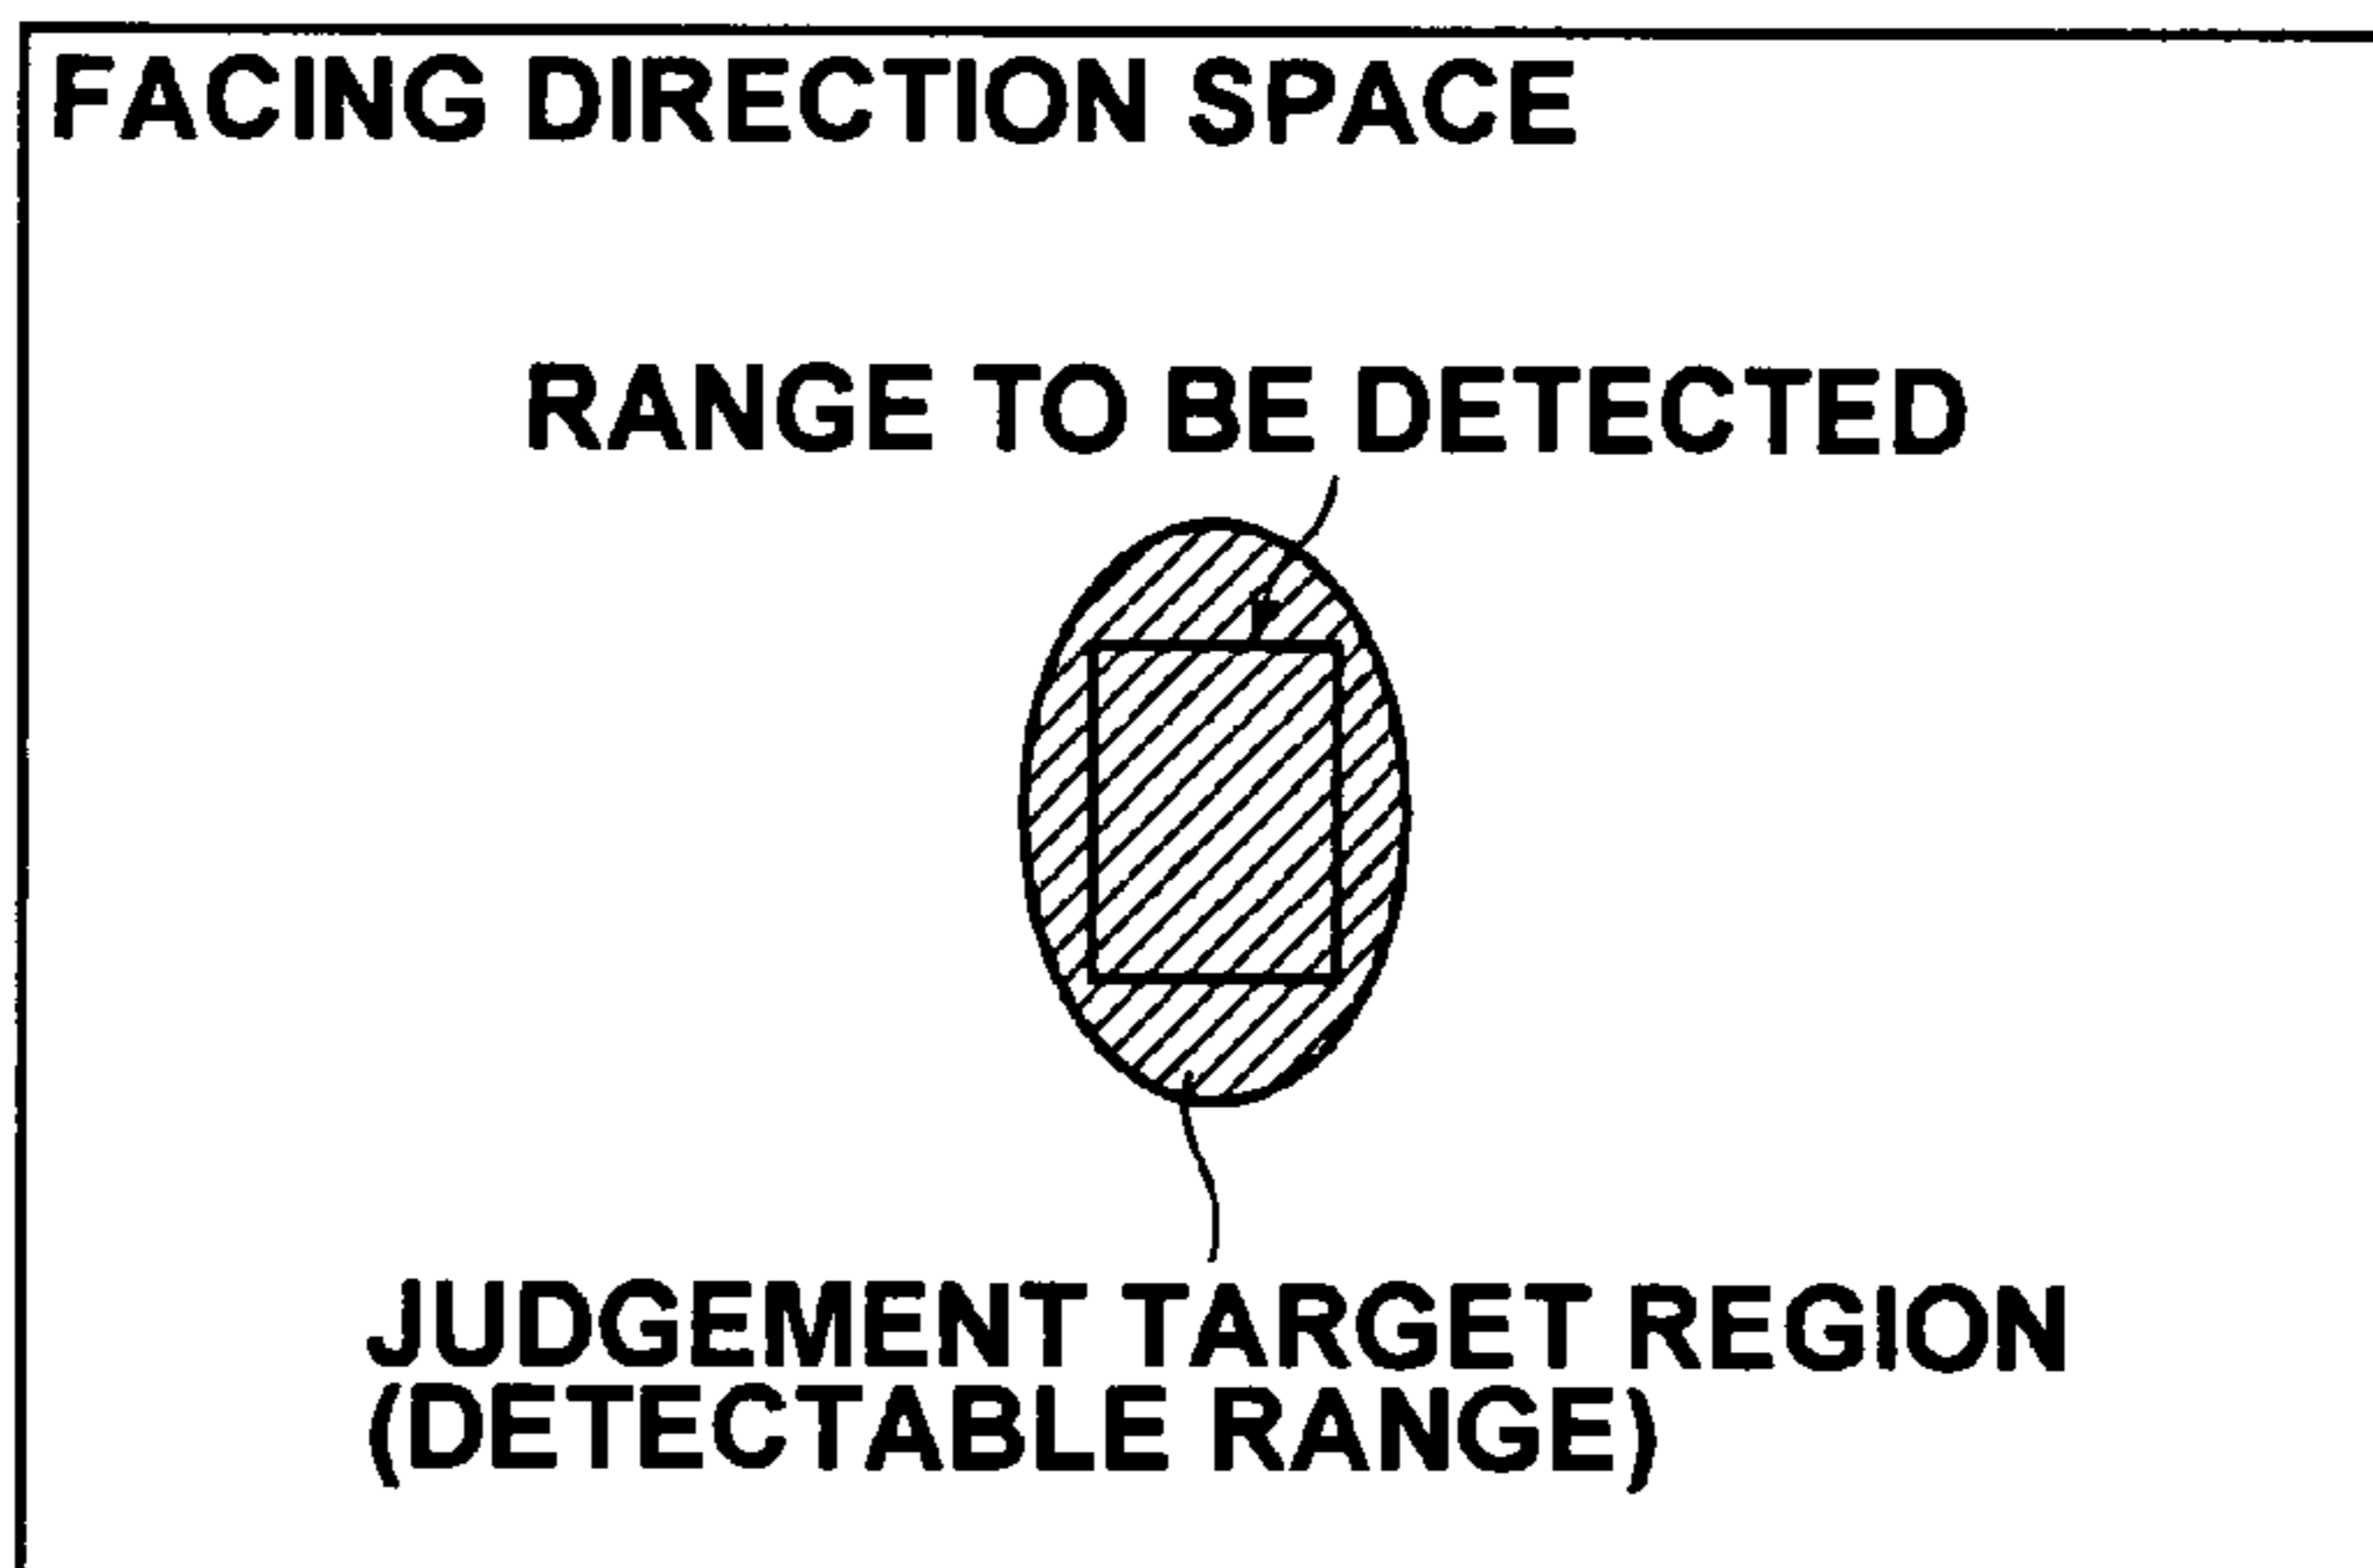 FACING DIRECTION SPACE
RANGE TO BE DETECTED
JUDGEMENT TARGET REGION
(DETECTABLE RANGE)